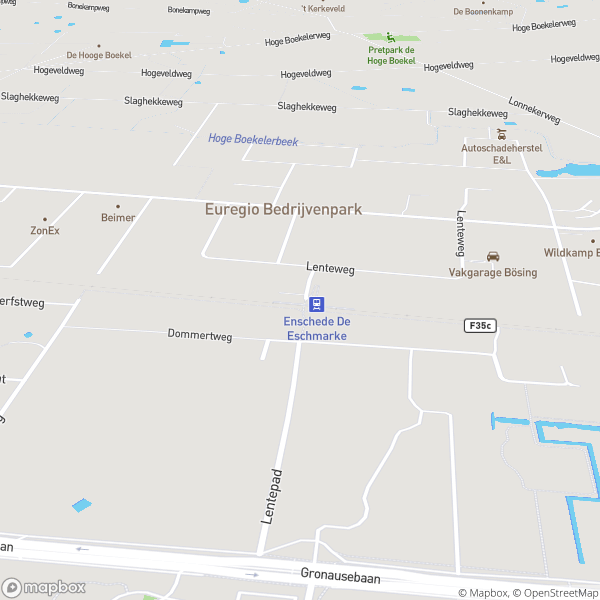 Bonekampweg
Bonekampweg
't Kerkeveld
De Boonenkamp
Hoge Boekelerweg
Hoge Boekelerweg
De Hooge Boekel
Pretpark de
Hoge Boekel
Hogeveldweg
Hogeveldweg
Hogeveldweg
Hogeveldweg
Hogeveldweg
Slaghekkeweg
Slaghekkeweg
Slaghekkeweg
Slaghekkeweg
Lonnekerweg
Hoge Boekelerbeek
Autoschadeherstel
E&L
Beimer
Euregio Bedrijvenpark
ZonEx
Lenteweg
Wildkamp E
Lenteweg
Vakgarage Bösing
erfstweg
Enschede De
Eschmarke
F35c
Dommertweg
Lentepad
an
Gronausebaan
mapbox
© Mapbox, © OpenStreetMap